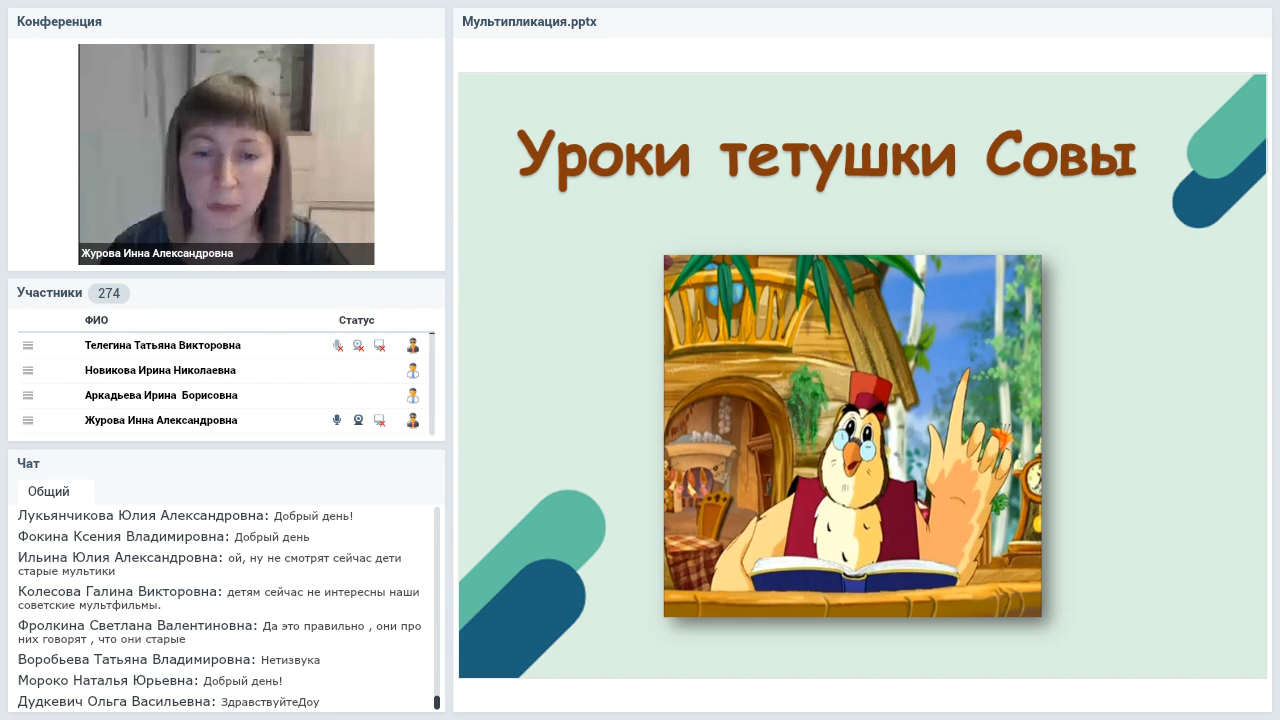 Конференция
Журова Инна Александровна
Участники 274
ФИО Статус
Телегина Татьяна Викторовна
Новикова Ирина Николаевна
Аркадьева Ирина Борисовна
Журова Инна Александровна
Чат
Общий
Лукьянчикова Юлия Александровна: Добрый день!
Фокина Ксения Владимировна: Добрый день
Ильина Юлия Александровна: ой, ну не смотрят сейчас дети
старые мультики
Колесова Галина Викторовна: детям сейчас не интересны наши
советские мультфильмы.
Фролкина Светлана Валентиновна: Да это правильно , они про
них говорят , что они старые
Воробьева Татьяна Владимировна: Нетизвука
Мороко Наталья Юрьевна: Добрый день!
Дудкевич Ольга Васильевна: ЗдравствуйтеДоу
Мультипликация.pptx
Уроки тетушки Совы